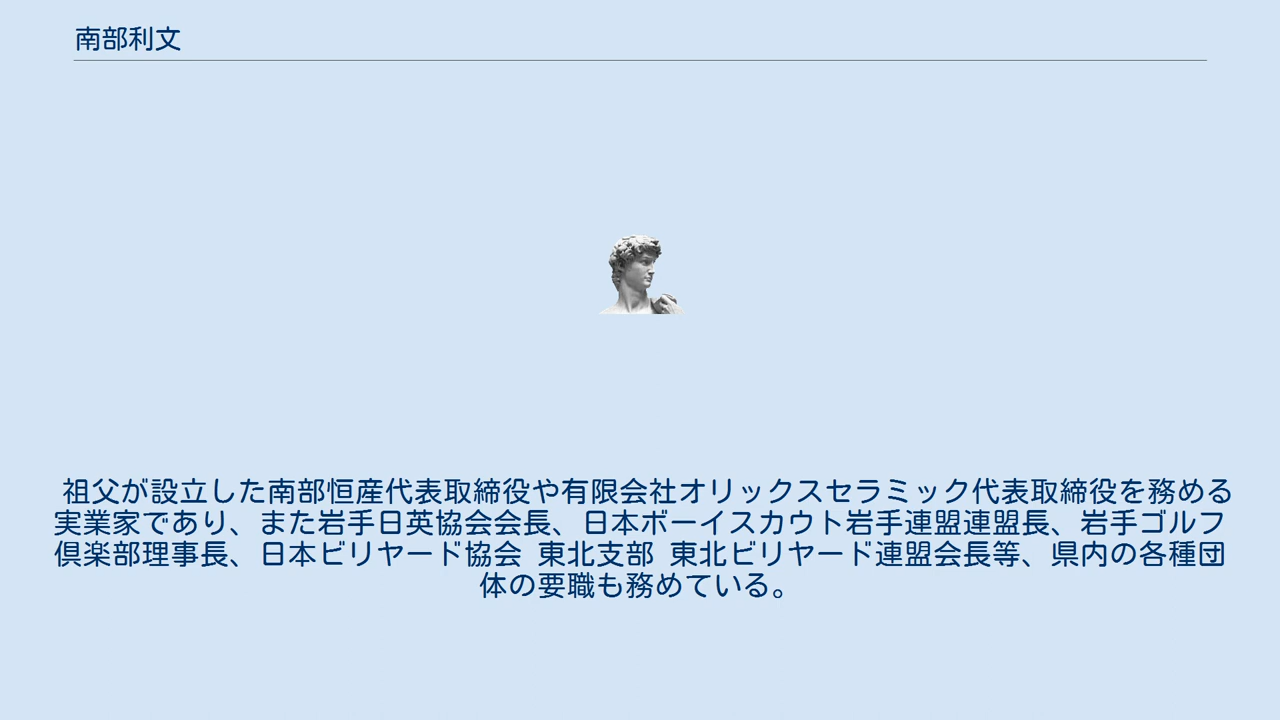 南部利文
祖父が設立した南部恒産代表取締役や有限会社オリックスセラミック代表取締役を務める
実業家であり、また岩手日英協会会長、日本ボーイスカウト岩手連盟連盟長、岩手ゴルフ
倶楽部理事長、日本ビリヤード協会 東北支部 東北ビリヤード連盟会長等、県内の各種団
体の要職も務めている。